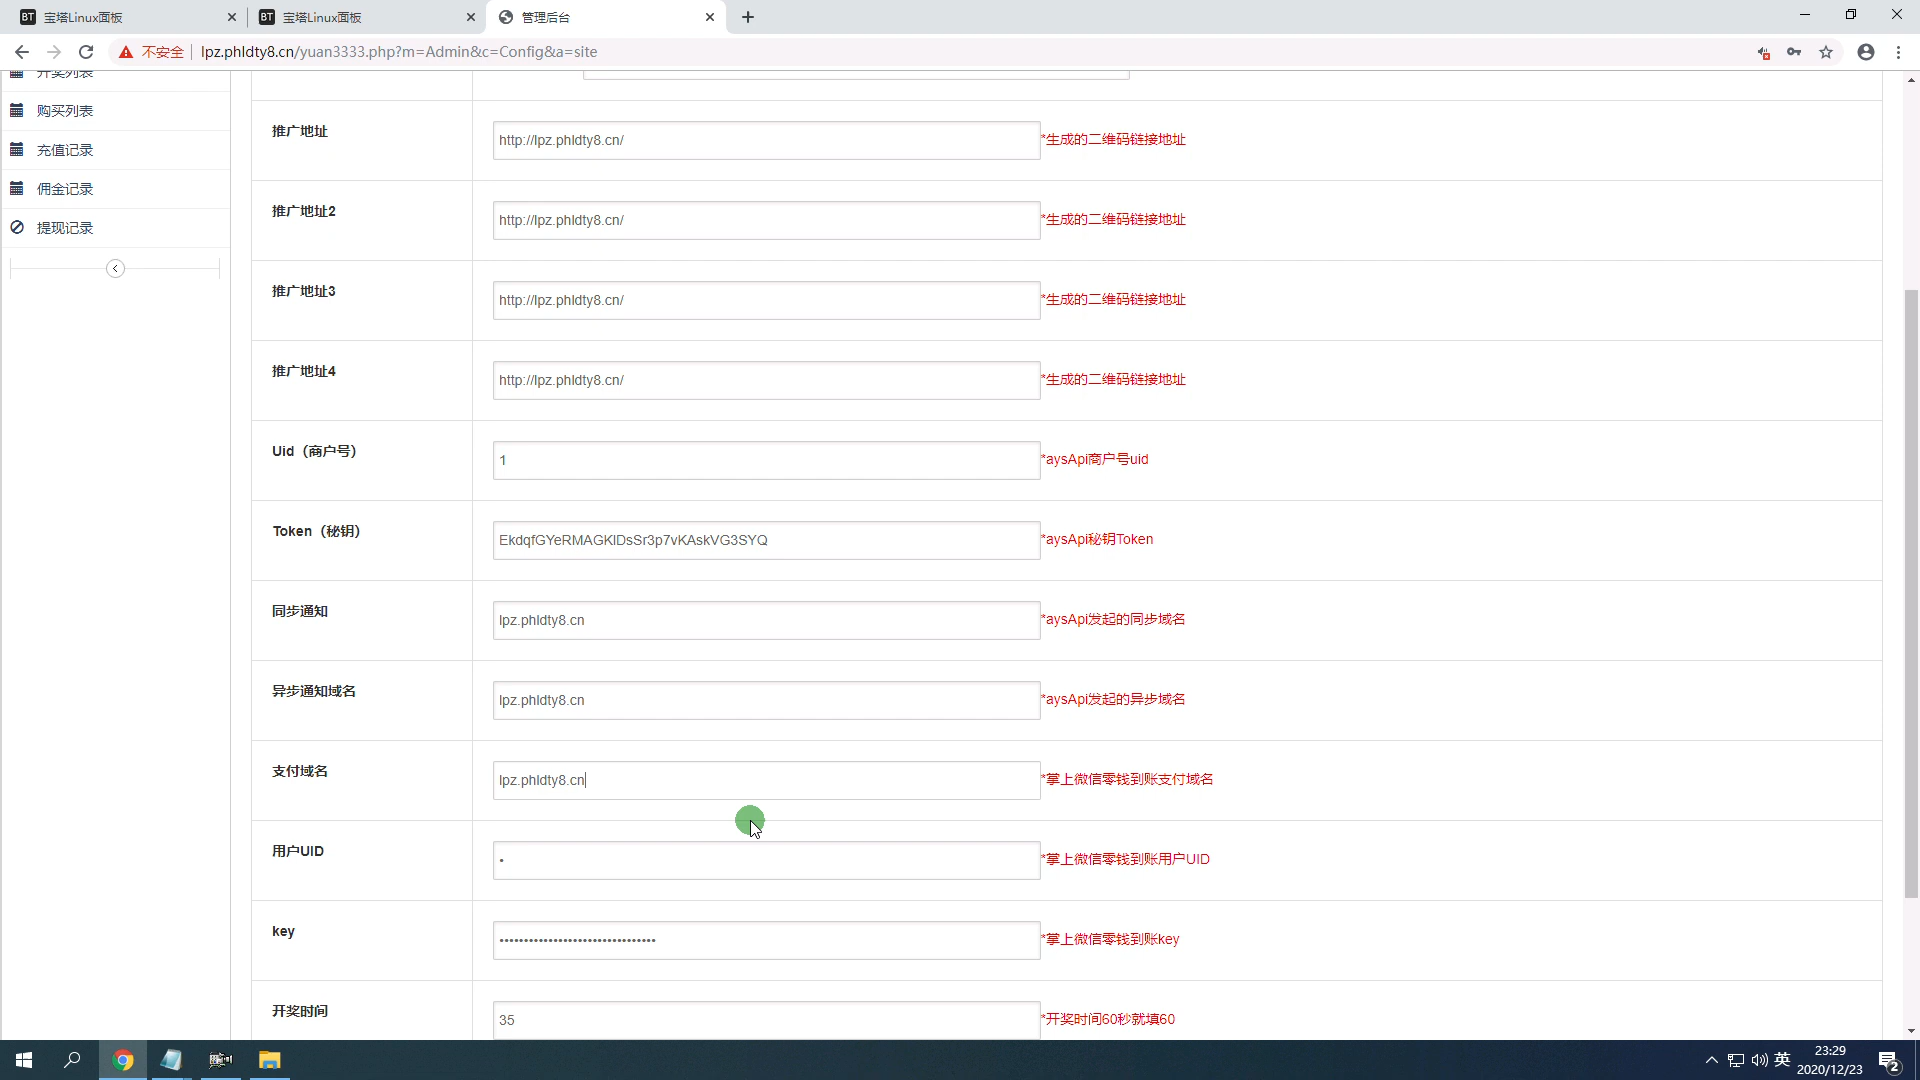 BT 宝塔Linux面板
BT 宝塔Linux面板
管理后台
不安全 lpz.phldty8.cn/yuan3333.php?m=Admin&c=Config&a=site
开奖列表
购买列表
充值记录
佣金记录
提现记录
推广地址 http://lpz.phldty8.cn/ *生成的二维码链接地址
推广地址2 http://lpz.phldty8.cn/ *生成的二维码链接地址
推广地址3 http://lpz.phldty8.cn/ *生成的二维码链接地址
推广地址4 http://lpz.phldty8.cn/ *生成的二维码链接地址
Uid（商户号） 1 *aysApi商户号uid
Token（秘钥） EkdqfGYeRMAGKlDsSr3p7vKAskVG3SYQ *aysApi秘钥Token
同步通知 lpz.phldty8.cn *aysApi发起的同步域名
异步通知域名 lpz.phldty8.cn *aysApi发起的异步域名
支付域名 lpz.phldty8.cn *掌上微信零钱到账支付域名
用户UID • *掌上微信零钱到账用户UID
key •••••••••••••••••••••••••••••••• *掌上微信零钱到账key
开奖时间 35 *开奖时间60秒就填60
英
23:29
2020/12/23
2